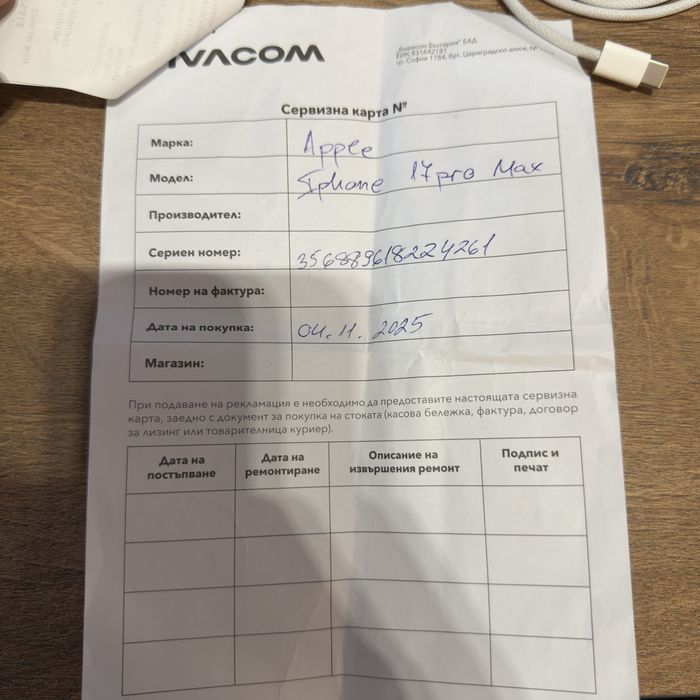 VIVACOM
Виваком България" ЕАД
ЕИК 831642181
гр. София 1784, бул. Цариградско шосе,
Сервизна карта №
Марка: Apple
Модел: Iphone 17 pro Max
Производител:
Сериен номер: 356889618224261
Номер на фактура:
Дата на покупка: 04.11.2025
Магазин:
При подаване на рекламация е необходимо да предоставите настоящата сервизна
карта, заедно с документ за покупка на стоката (касова бележка, фактура, договор
за лизинг или товарителница куриер).
Дата на постъпване Дата на ремонтиране Описание на извършения ремонт Подпис и печат